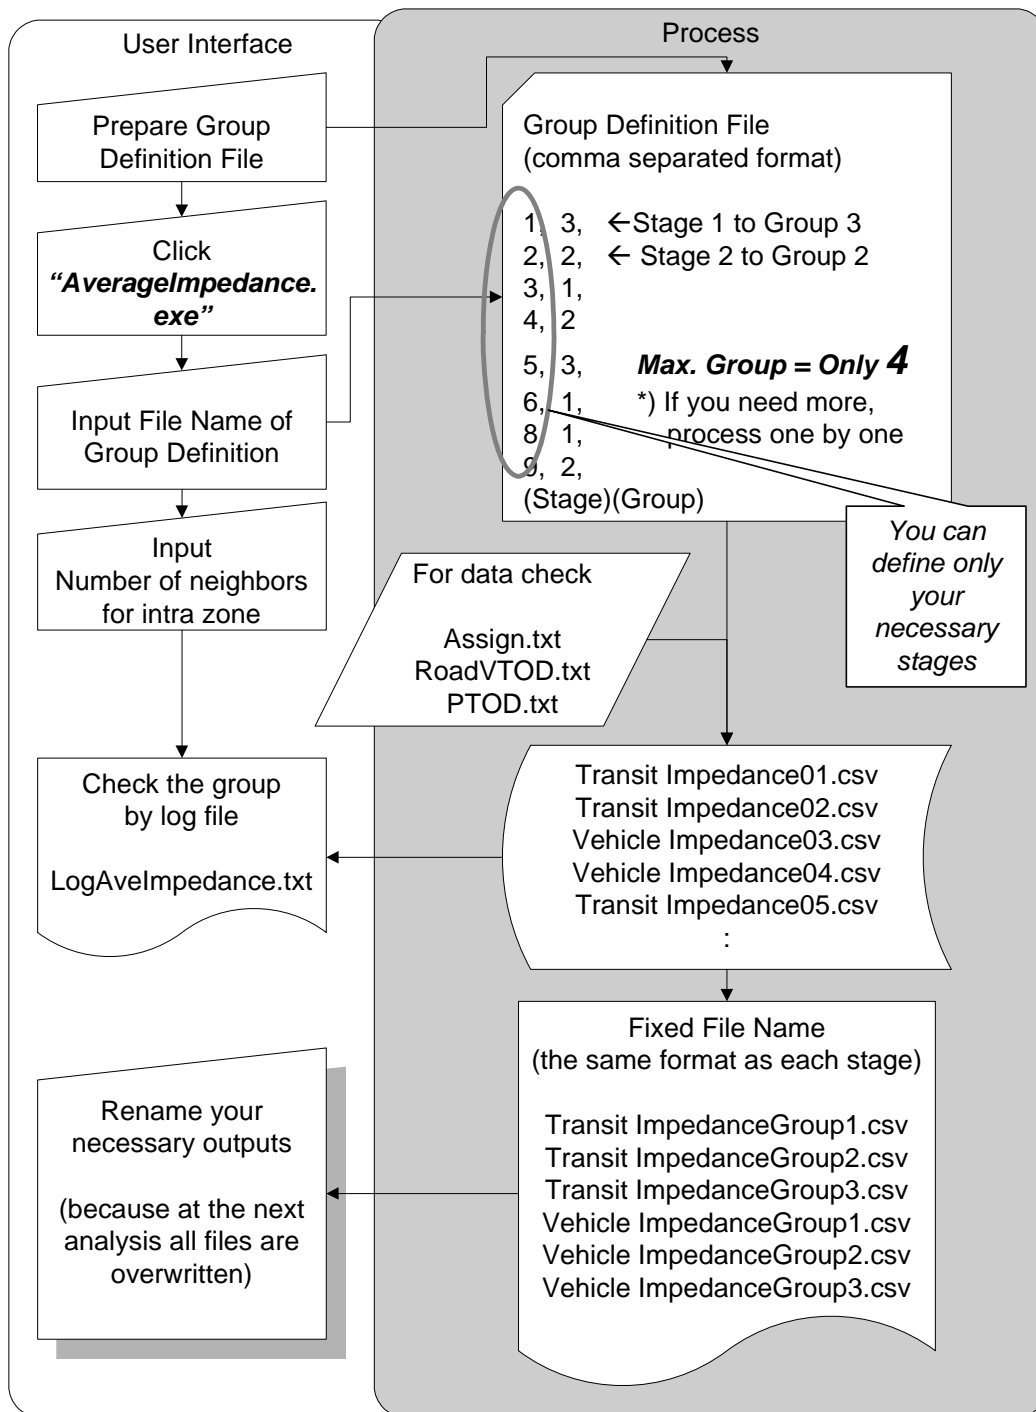 User Interface
Prepare Group
Definition File
Click
“AverageImpedance.
exe”
Input File Name of
Group Definition
Input
Number of neighbors
for intra zone
Check the group
by log file
LogAveImpedance.txt
Rename your
necessary outputs
(because at the next
analysis all files are
overwritten)
Process
Group Definition File
(comma separated format)
1, 3, ←Stage 1 to Group 3
2, 2, ← Stage 2 to Group 2
3, 1,
4, 2
5, 3, Max. Group = Only 4
6, 1, *) If you need more,
8 1, process one by one
9, 2,
(Stage)(Group)
You can
define only
your
necessary
stages
For data check
Assign.txt
RoadVTOD.txt
PTOD.txt
Transit Impedance01.csv
Transit Impedance02.csv
Vehicle Impedance03.csv
Vehicle Impedance04.csv
Transit Impedance05.csv
:
Fixed File Name
(the same format as each stage)
Transit ImpedanceGroup1.csv
Transit ImpedanceGroup2.csv
Transit ImpedanceGroup3.csv
Vehicle ImpedanceGroup1.csv
Vehicle ImpedanceGroup2.csv
Vehicle ImpedanceGroup3.csv